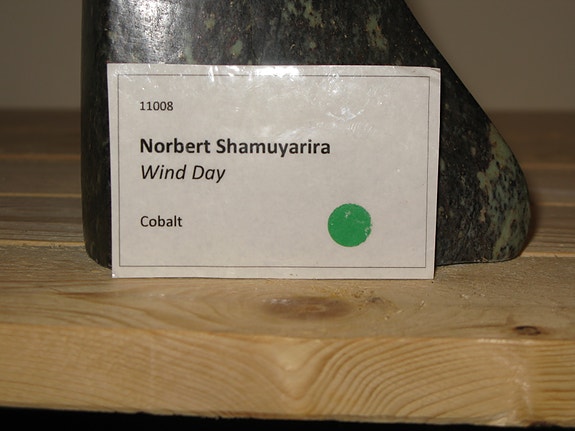 11008
Norbert Shamuyarira
Wind Day
Cobalt